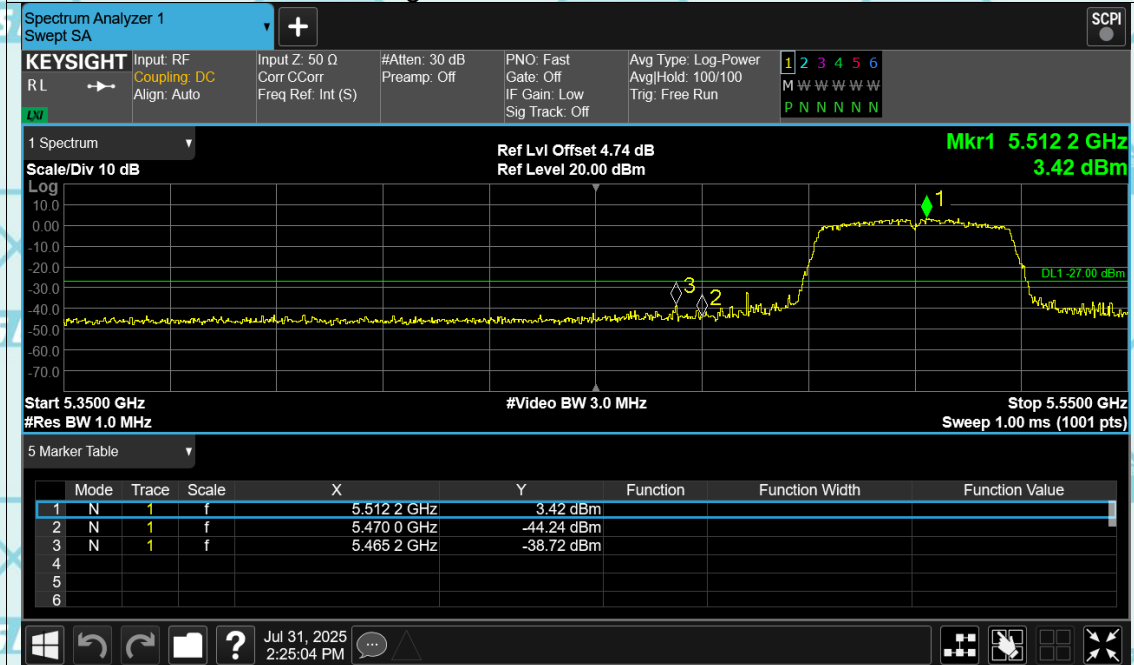 Spectrum Analyzer 1
Swept SA
+
SCPI
KEYSIGHT
R L
LXI
Input: RF
Coupling: DC
Align: Auto
Input Z: 50 Ω
Corr CCorr
Freq Ref: Int (S)
#Atten: 30 dB
Preamp: Off
PNO: Fast
Gate: Off
IF Gain: Low
Sig Track: Off
Avg Type: Log-Power
Avg|Hold: 100/100
Trig: Free Run
1 2 3 4 5 6
M W W W W W
P N N N N N
1 Spectrum
Ref Lvl Offset 4.74 dB
Mkr1 5.512 2 GHz
Scale/Div 10 dB
Ref Level 20.00 dBm
3.42 dBm
Log
10.0
1
0.00
-10.0
-20.0
DL1 -27.00 dBm
-30.0
3
2
-40.0
-50.0
-60.0
-70.0
Start 5.3500 GHz
#Video BW 3.0 MHz
Stop 5.5500 GHz
#Res BW 1.0 MHz
Sweep 1.00 ms (1001 pts)
5 Marker Table
Mode Trace Scale X Y Function Function Width Function Value
1 N 1 f 5.512 2 GHz 3.42 dBm
2 N 1 f 5.470 0 GHz -44.24 dBm
3 N 1 f 5.465 2 GHz -38.72 dBm
4
5
6
?
Jul 31, 2025
2:25:04 PM